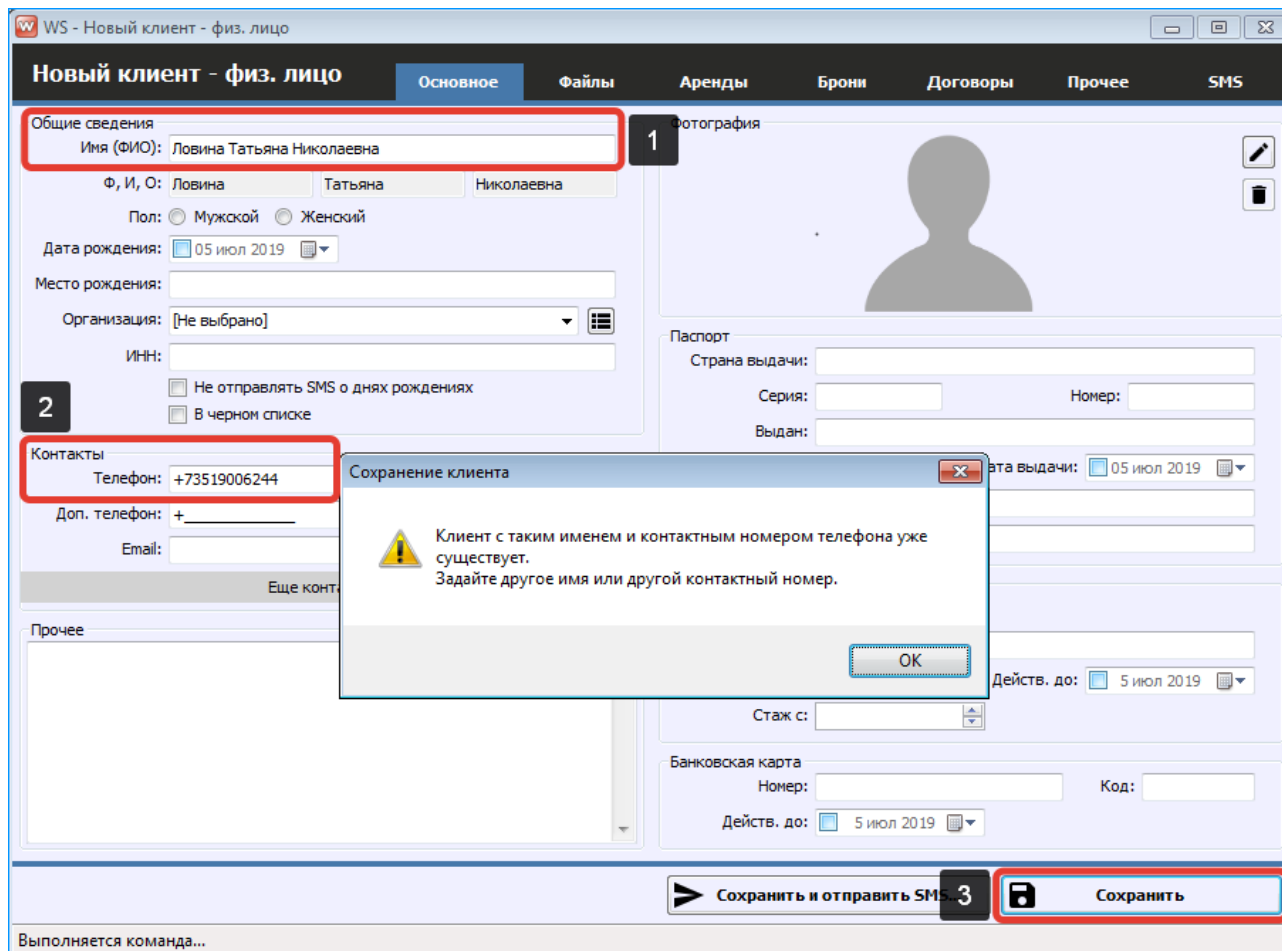 WS - Новый клиент - физ. лицо
Новый клиент - физ. лицо
Основное
Файлы
Аренды
Брони
Договоры
Прочее
SMS
Общие сведения
Имя (ФИО): Ловина Татьяна Николаевна
1
Ф, И, О: Ловина Татьяна Николаевна
Пол: Мужской Женский
Дата рождения: 05 июл 2019
Место рождения:
Организация: [Не выбрано]
ИНН:
Не отправлять SMS о днях рождениях
В черном списке
2
Контакты
Телефон: +73519006244
Доп. телефон: +_____________
Email:
Еще конта
Прочее
Фотография
Паспорт
Страна выдачи:
Серия: Номер:
Выдан:
ата выдачи: 05 июл 2019
Сохранение клиента
Клиент с таким именем и контактным номером телефона уже
существует.
Задайте другое имя или другой контактный номер.
OK
Действ. до: 5 июл 2019
Стаж с:
Банковская карта
Номер: Код:
Действ. до: 5 июл 2019
Сохранить и отправить SMS..
3
Сохранить
Выполняется команда...